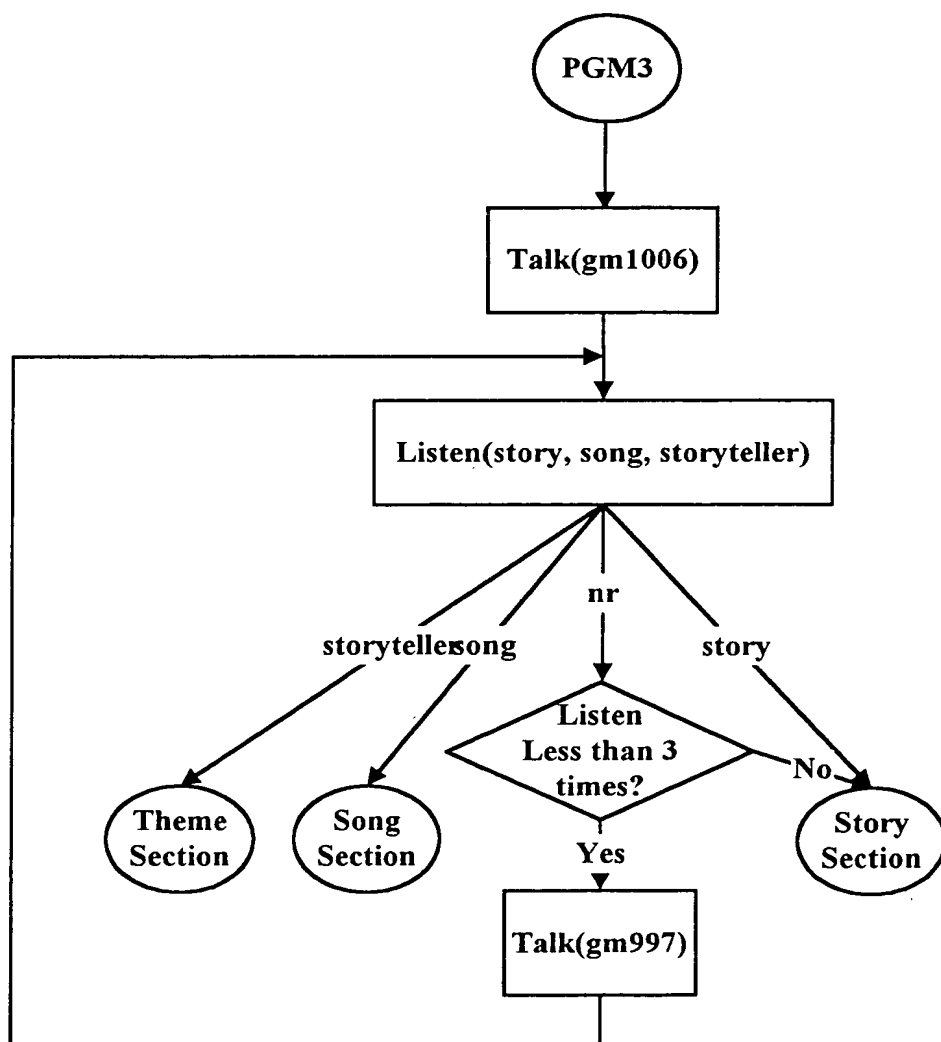 PGM3
Talk(gm1006)
Listen(story, song, storyteller)
nr
storyteller
song
story
Listen
Less than 3
times?
No
Theme
Section
Song
Section
Story
Section
Yes
Talk(gm997)